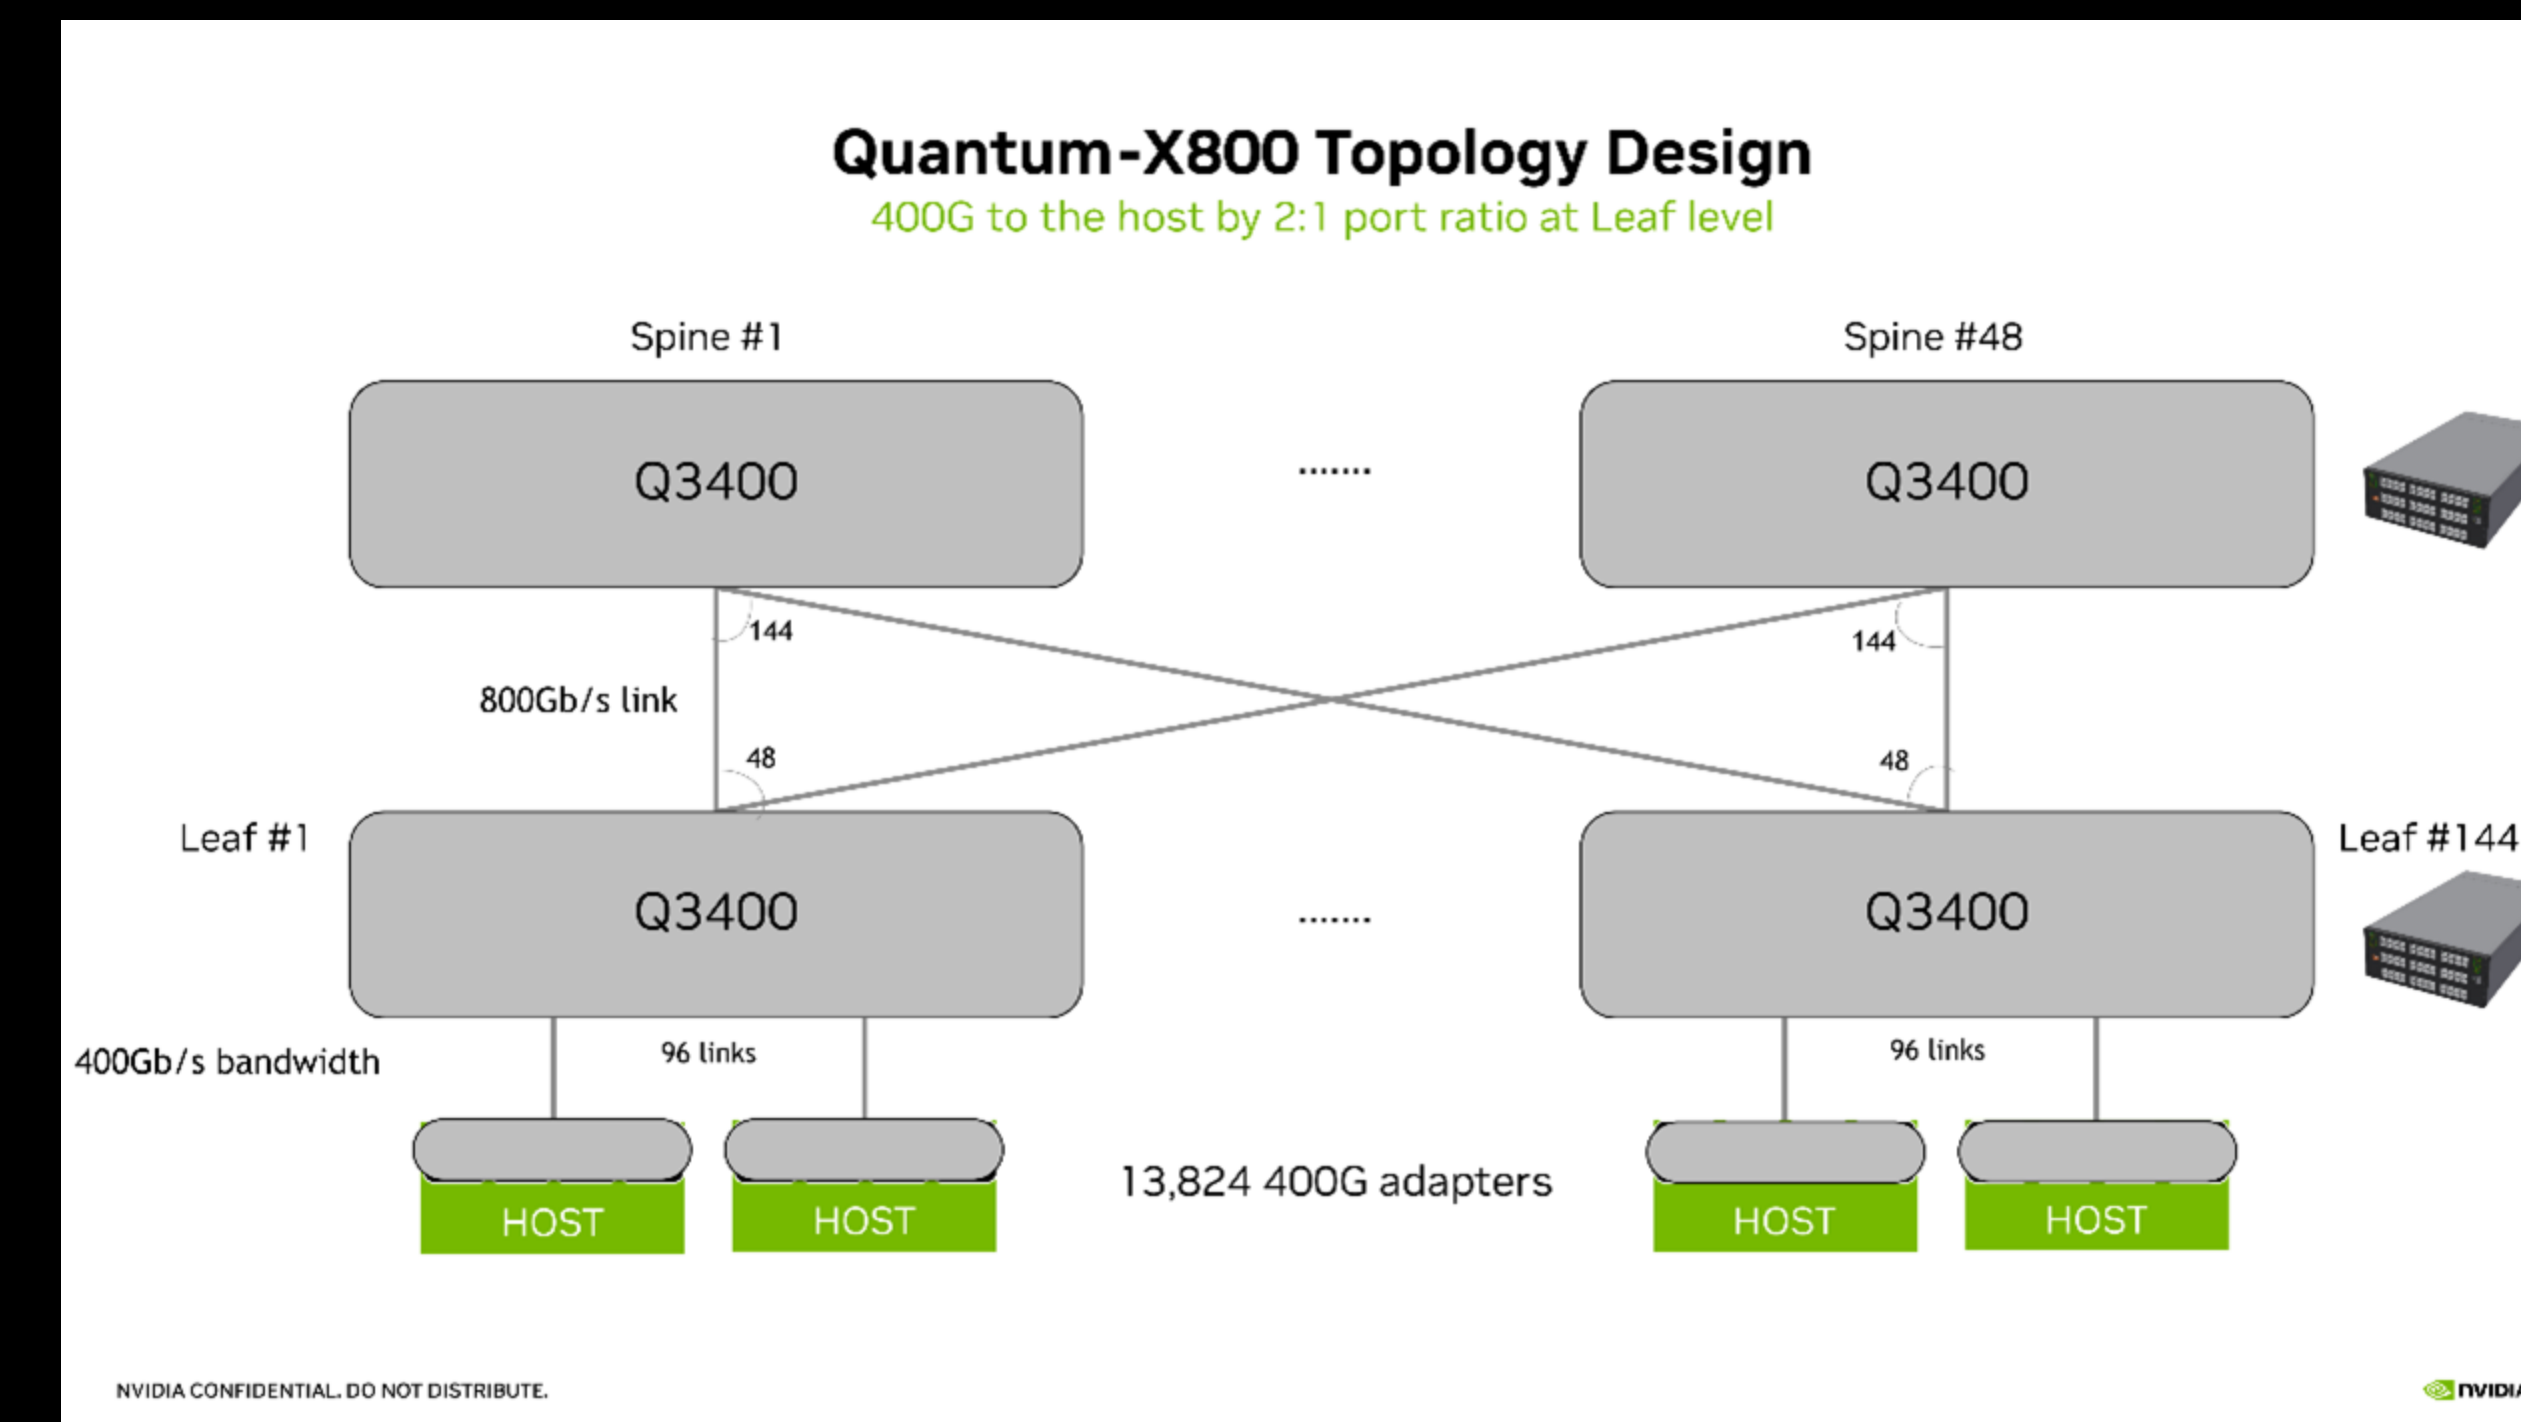 Quantum-X800 Topology Design
400G to the host by 2:1 port ratio at Leaf level
Spine #1
Spine #48
Q3400
.......
Q3400
144
144
800Gb/s link
48
48
Leaf #1
Leaf #144
Q3400
.......
Q3400
400Gb/s bandwidth
96 links
96 links
13,824 400G adapters
HOST
HOST
HOST
HOST
NVIDIA CONFIDENTIAL. DO NOT DISTRIBUTE.